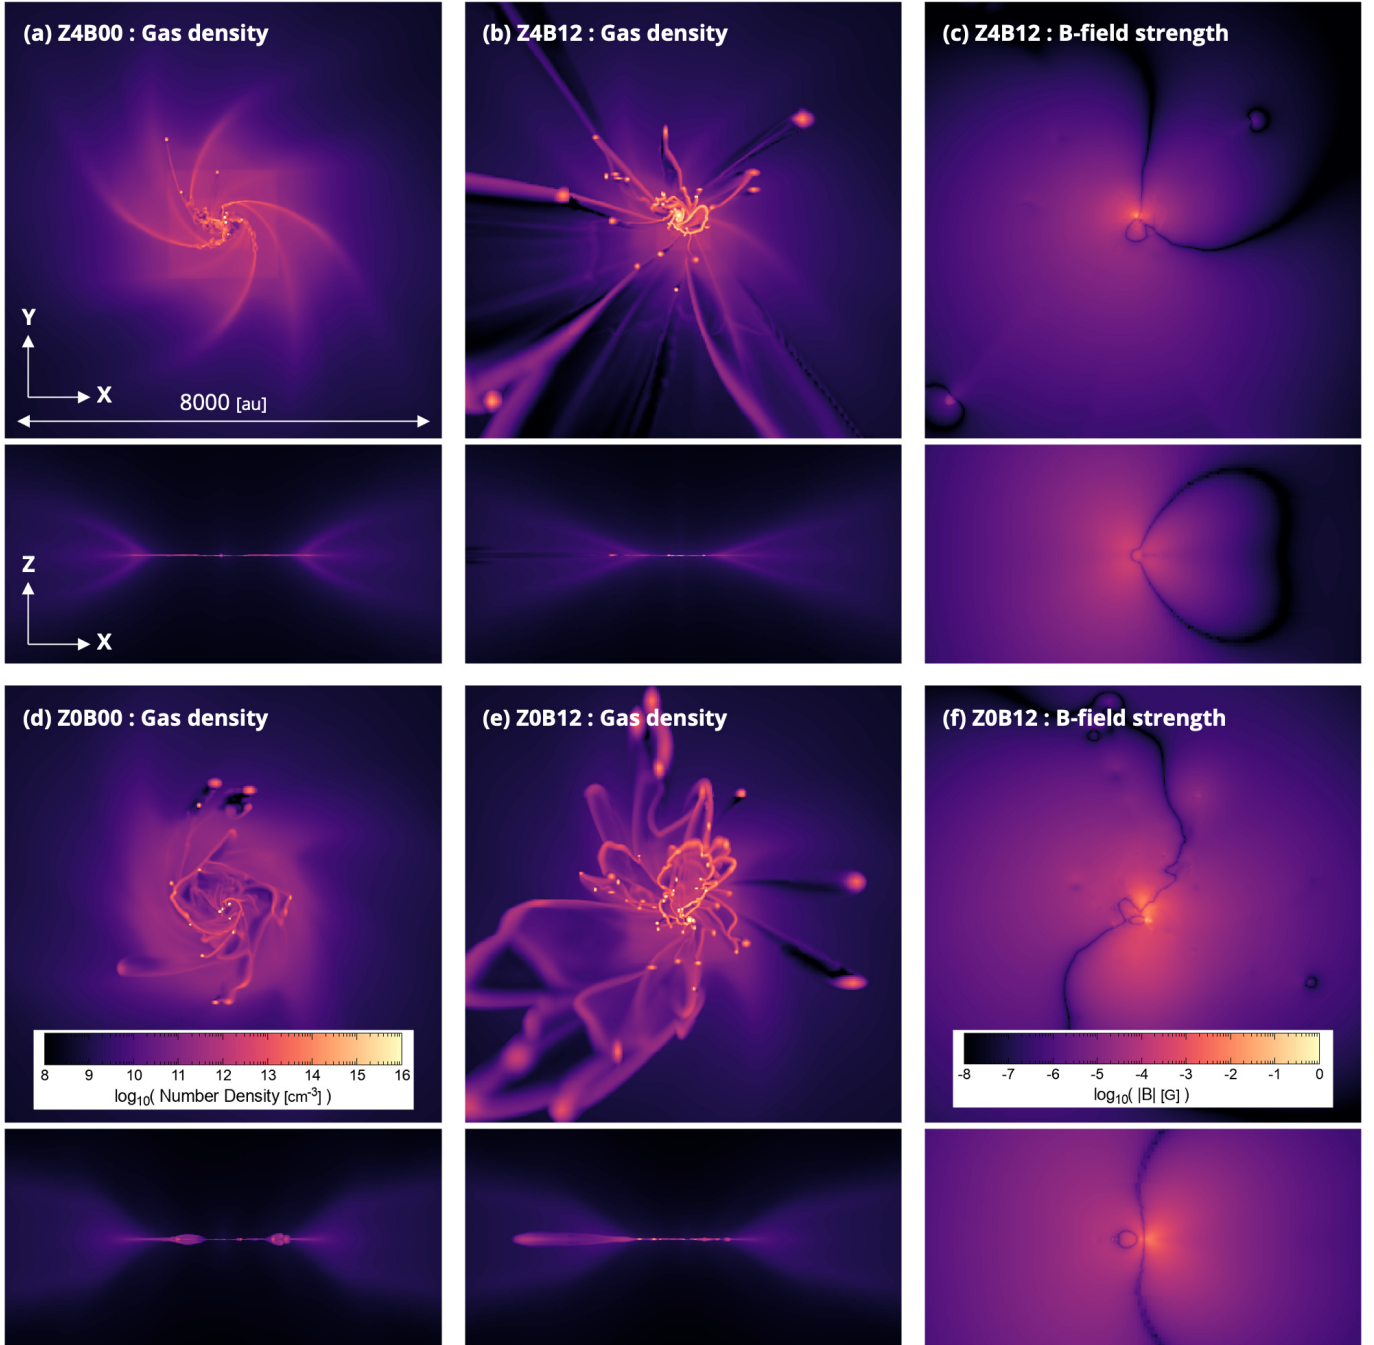 (a) Z4B00 : Gas density
(b) Z4B12 : Gas density
(c) Z4B12 : B-field strength
Y
X
8000 [au]
Z
X
(d) Z0B00 : Gas density
(e) Z0B12 : Gas density
(f) Z0B12 : B-field strength
8 9 10 11 12 13 14 15 16
log₁₀( Number Density [cm⁻³] )
-8 -7 -6 -5 -4 -3 -2 -1 0
log₁₀( |B| [G] )